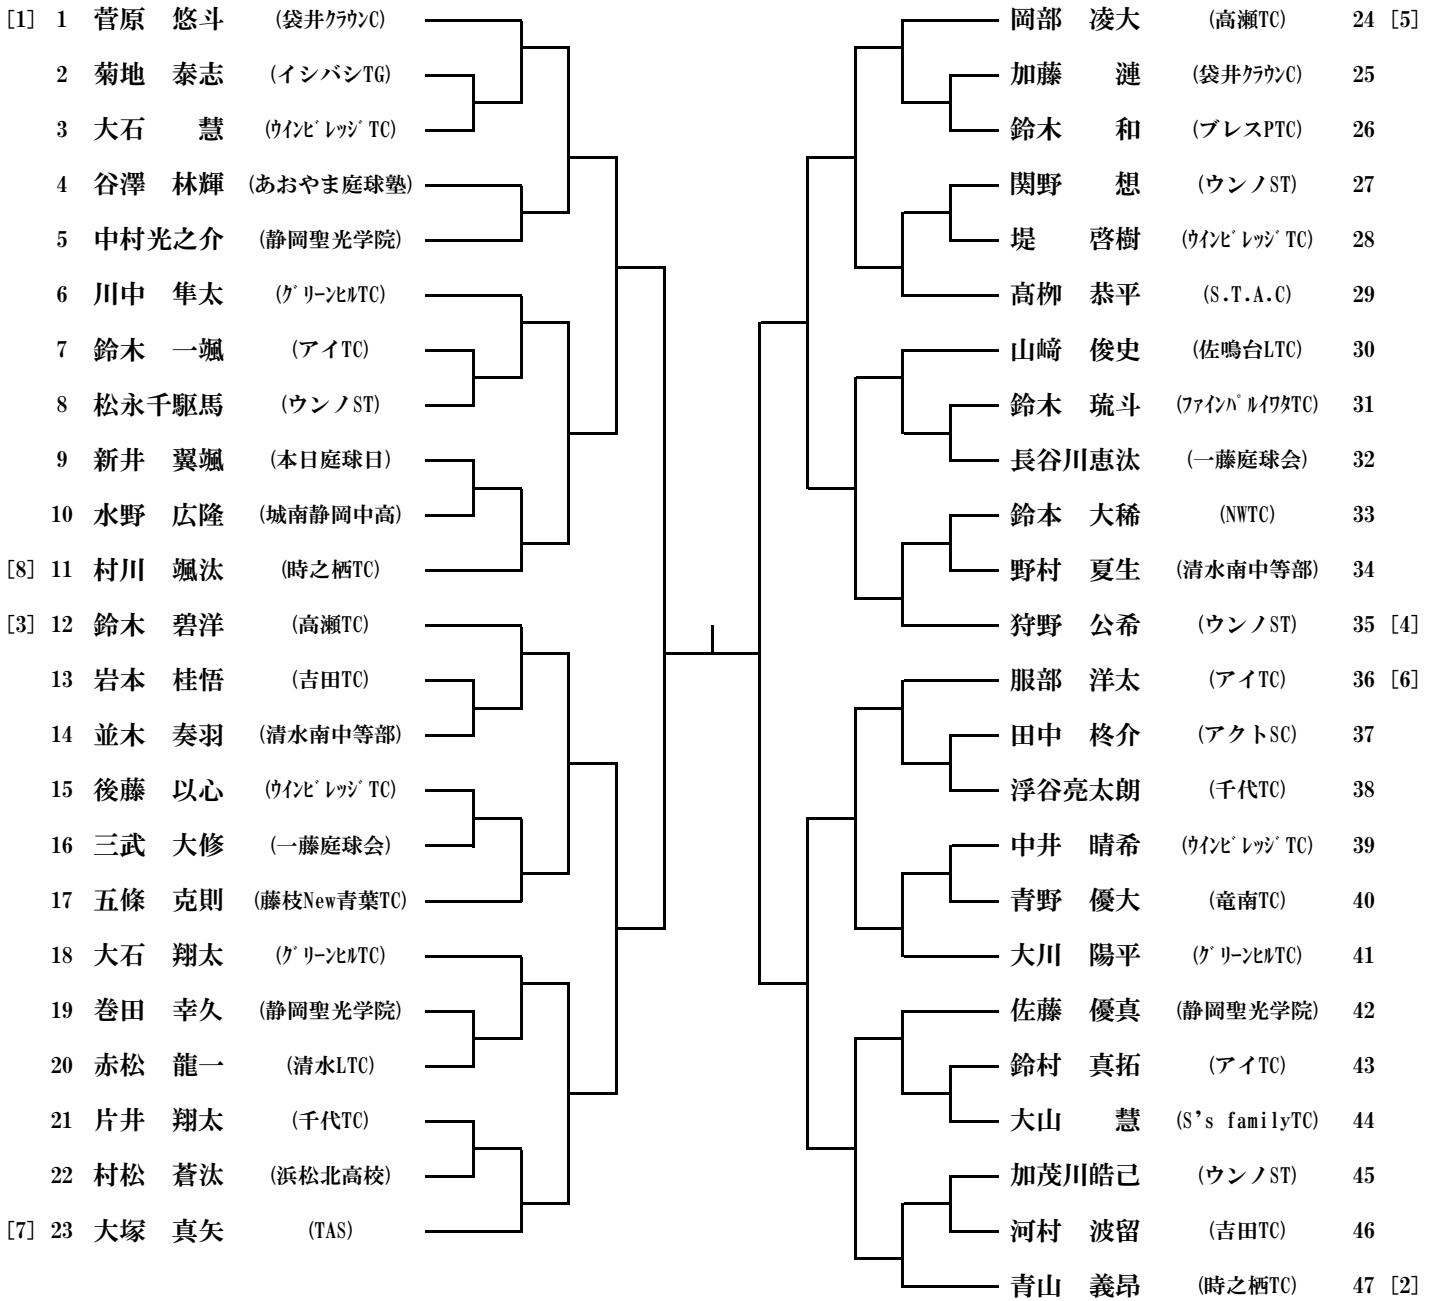 [1] 1 菅原 悠斗 (袋井クラウンC)
2 菊地 泰志 (イシバシTG)
3 大石 慧 (ウインビレッジTC)
4 谷澤 林輝 (あおやま庭球塾)
5 中村光之介 (静岡聖光学院)
6 川中 隼太 (グリーンヒルTC)
7 鈴木 一颯 (アイTC)
8 松永千駆馬 (ウンノST)
9 新井 翼颯 (本日庭球日)
10 水野 広隆 (城南静岡中高)
[8] 11 村川 颯汰 (時之栖TC)
[3] 12 鈴木 碧洋 (高瀬TC)
13 岩本 桂悟 (吉田TC)
14 並木 奏羽 (清水南中等部)
15 後藤 以心 (ウインビレッジTC)
16 三武 大修 (一藤庭球会)
17 五條 克則 (藤枝New青葉TC)
18 大石 翔太 (グリーンヒルTC)
19 巻田 幸久 (静岡聖光学院)
20 赤松 龍一 (清水LTC)
21 片井 翔太 (千代TC)
22 村松 蒼汰 (浜松北高校)
[7] 23 大塚 真矢 (TAS)
岡部 凌大 (高瀬TC) 24 [5]
加藤 漣 (袋井クラウンC) 25
鈴木 和 (ブレスPTC) 26
関野 想 (ウンノST) 27
堤 啓樹 (ウインビレッジTC) 28
髙栁 恭平 (S.T.A.C) 29
山﨑 俊史 (佐鳴台LTC) 30
鈴木 琉斗 (ファインパルイワタTC) 31
長谷川恵汰 (一藤庭球会) 32
鈴本 大稀 (NWTC) 33
野村 夏生 (清水南中等部) 34
狩野 公希 (ウンノST) 35 [4]
服部 洋太 (アイTC) 36 [6]
田中 柊介 (アクトSC) 37
浮谷亮太朗 (千代TC) 38
中井 晴希 (ウインビレッジTC) 39
青野 優大 (竜南TC) 40
大川 陽平 (グリーンヒルTC) 41
佐藤 優真 (静岡聖光学院) 42
鈴村 真拓 (アイTC) 43
大山 慧 (S's familyTC) 44
加茂川皓己 (ウンノST) 45
河村 波留 (吉田TC) 46
青山 義昂 (時之栖TC) 47 [2]